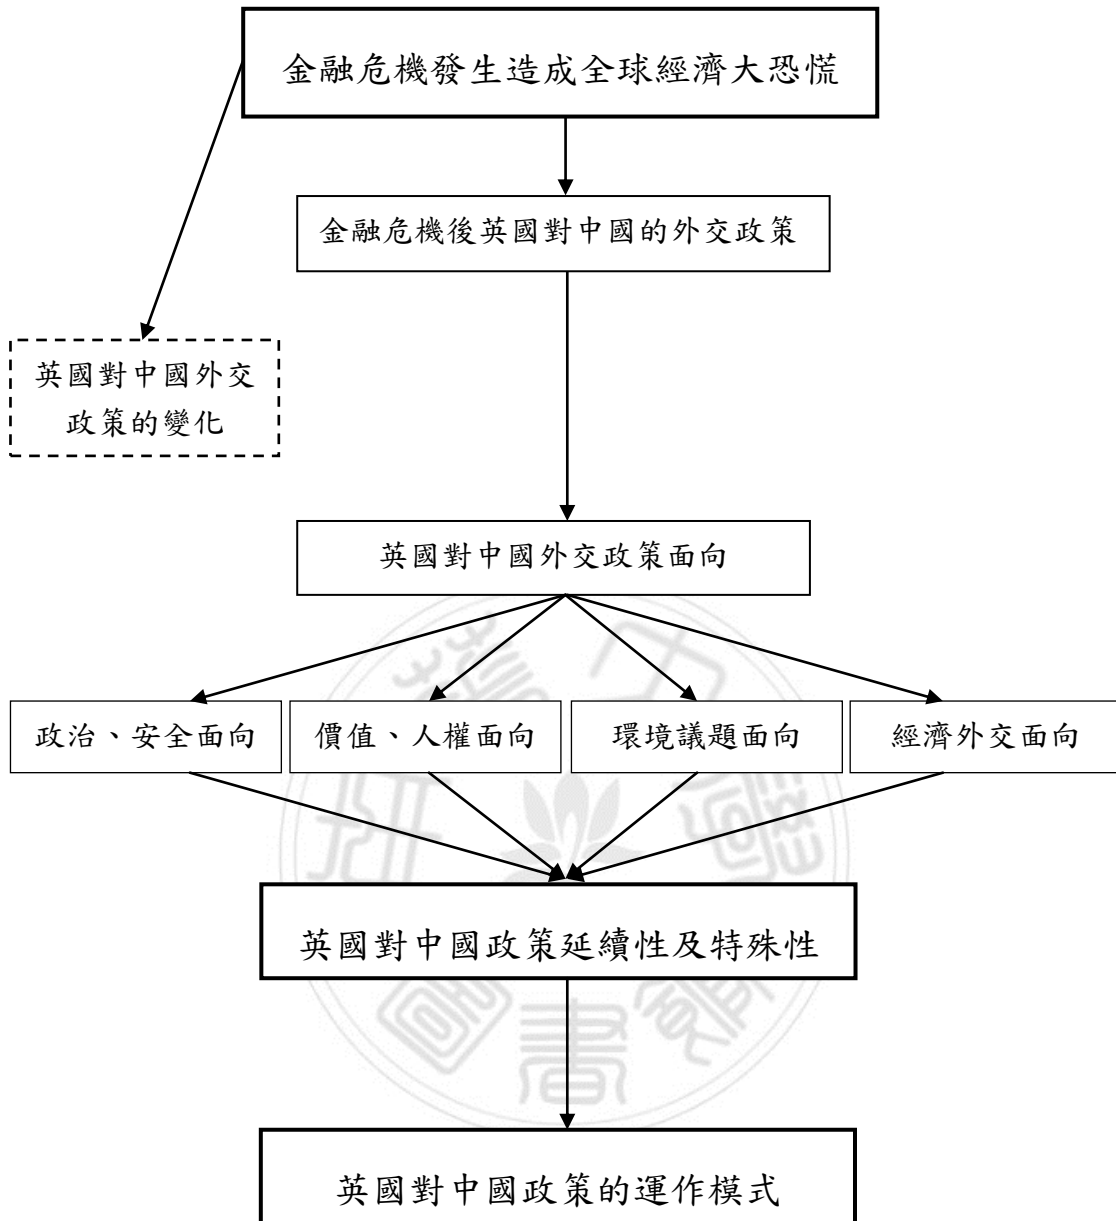 金融危機發生造成全球經濟大恐慌
金融危機後英國對中國的外交政策
英國對中國外交
政策的變化
英國對中國外交政策面向
政治、安全面向
價值、人權面向
環境議題面向
經濟外交面向
英國對中國政策延續性及特殊性
英國對中國政策的運作模式